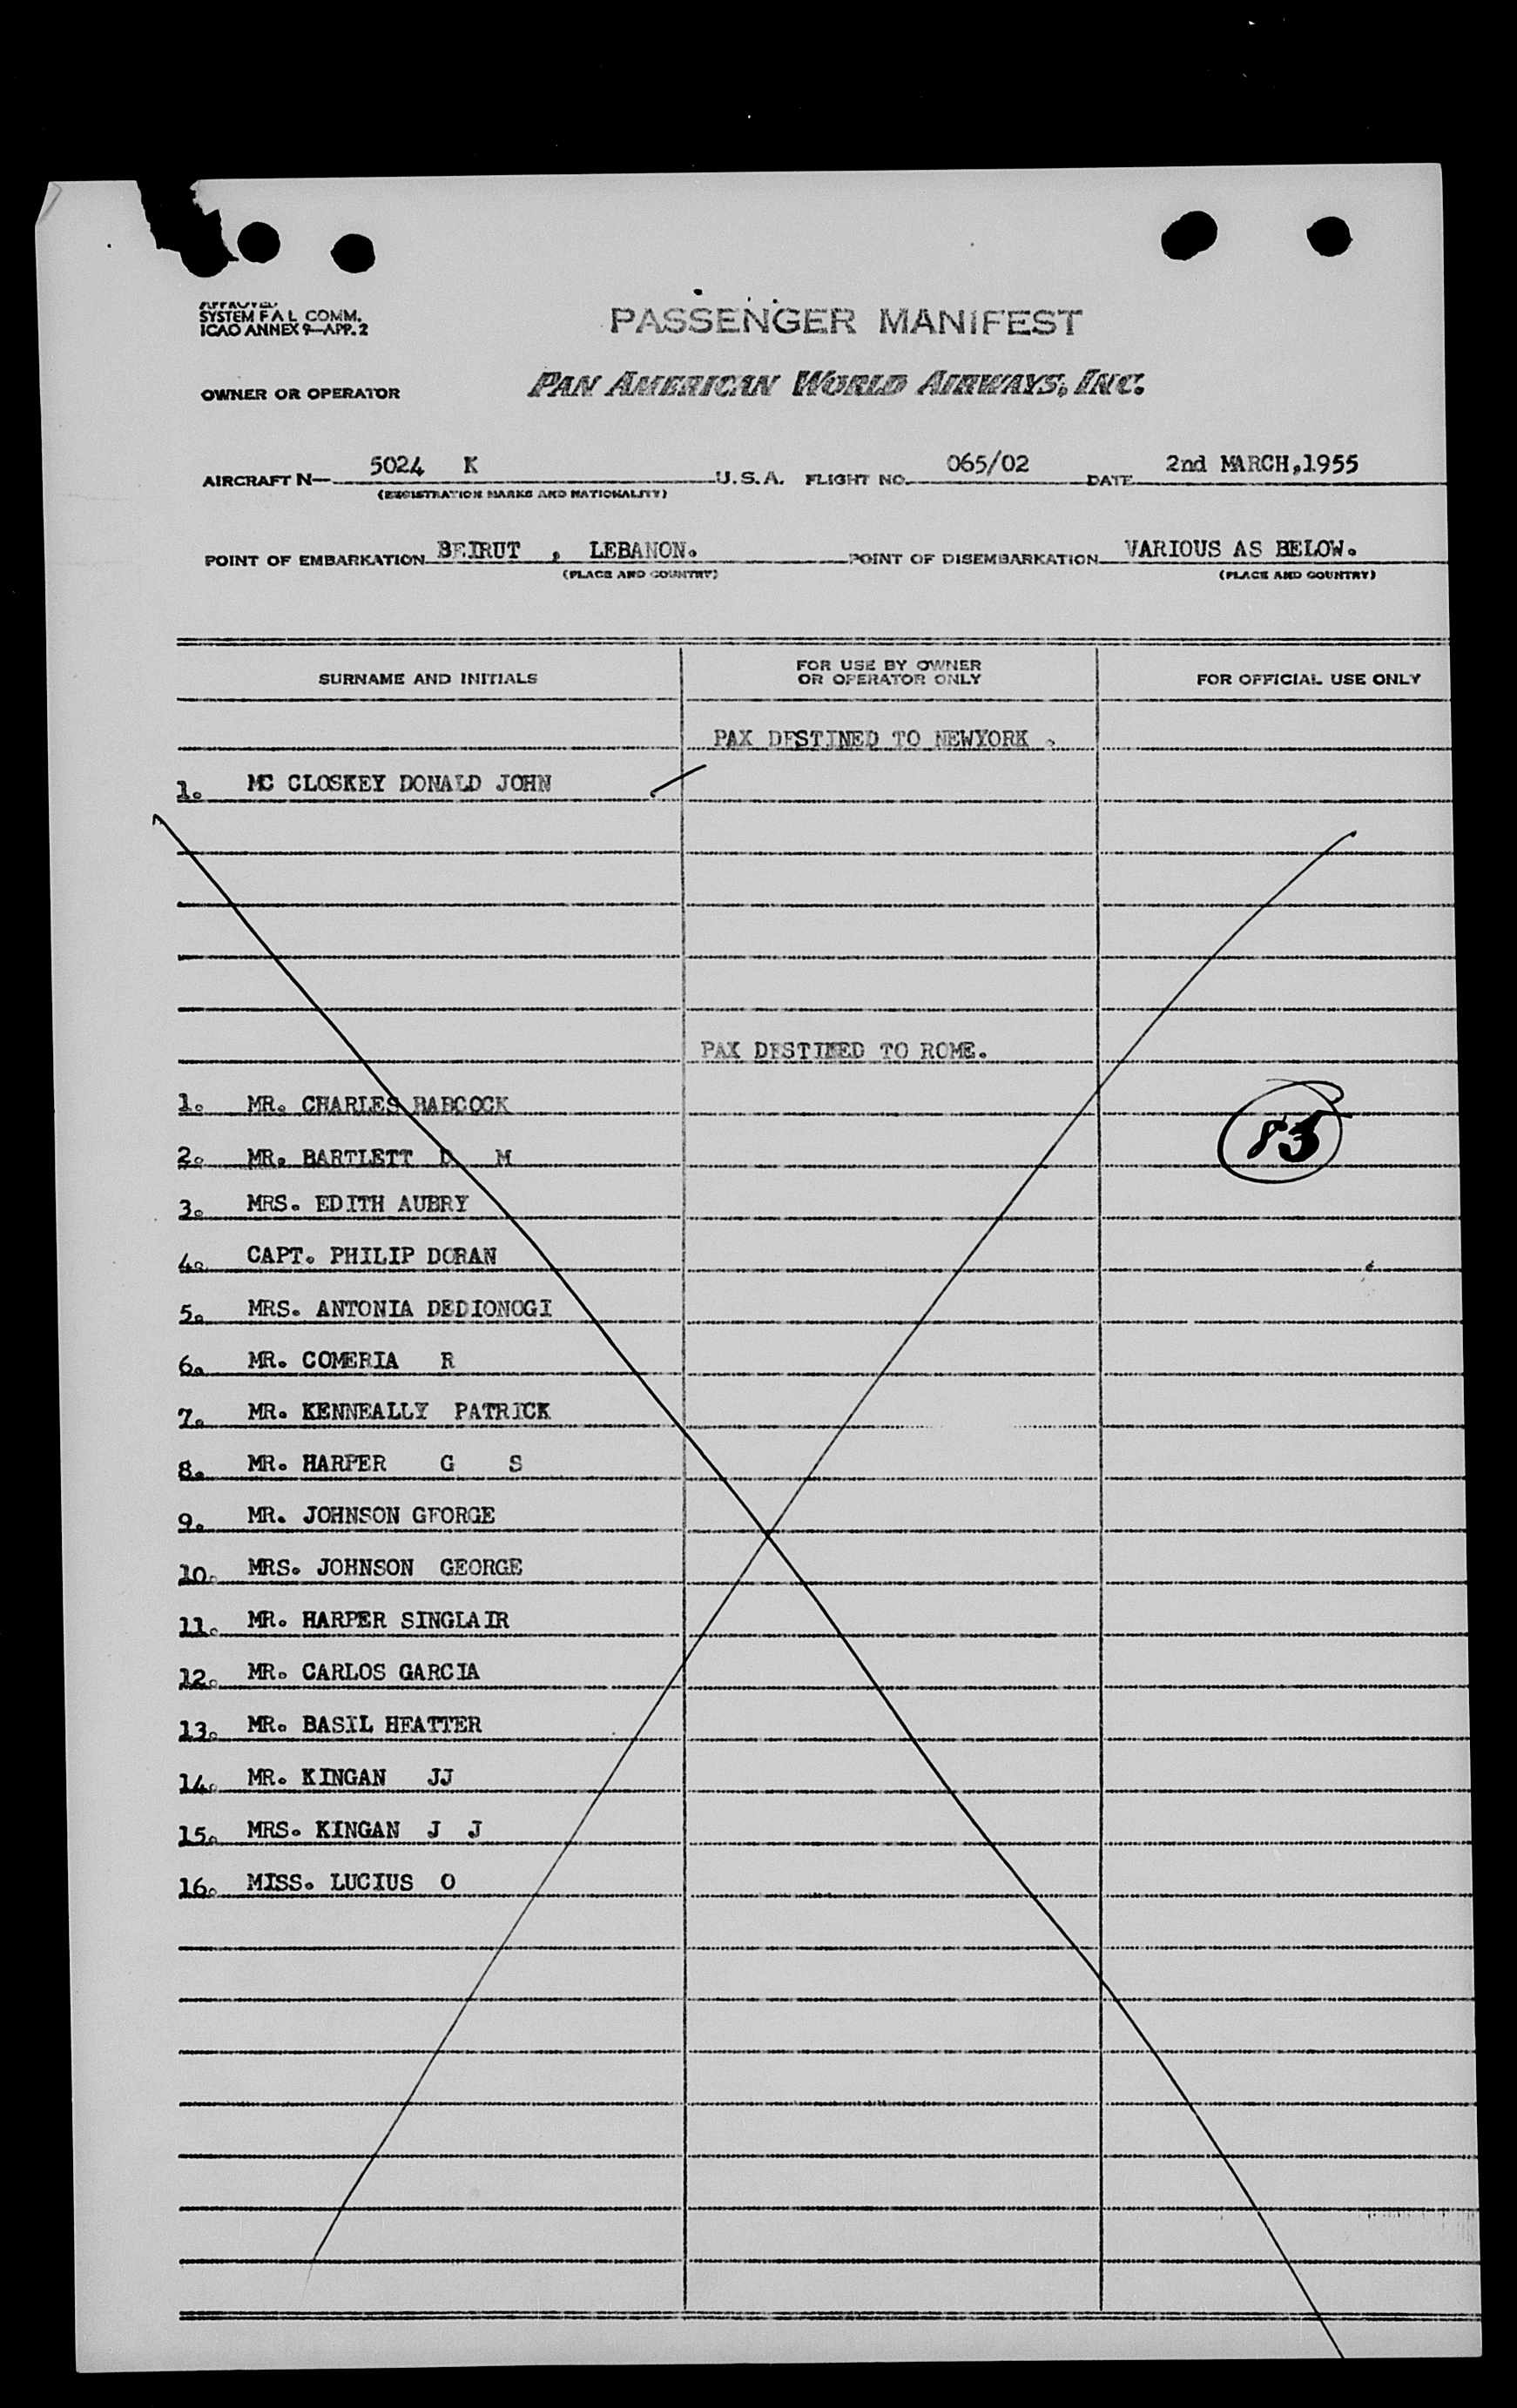 APPROVED
SYSTEM F A L COMM.
ICAO ANNEX 9—APP. 2
PASSENGER MANIFEST
OWNER OR OPERATOR PAN AMERICAN WORLD AIRWAYS, INC.
AIRCRAFT N— 5024 K U.S.A. FLIGHT NO. 065/02 DATE 2nd MARCH,1955
(REGISTRATION MARKS AND NATIONALITY)
POINT OF EMBARKATION BEIRUT , LEBANON. POINT OF DISEMBARKATION VARIOUS AS BELOW.
(PLACE AND COUNTRY) (PLACE AND COUNTRY)
SURNAME AND INITIALS FOR USE BY OWNER OR OPERATOR ONLY FOR OFFICIAL USE ONLY
PAX DESTINED TO NEWYORK .
1. MC CLOSKEY DONALD JOHN
PAX DESTINED TO ROME.
1. MR. CHARLES BABCOCK
83
2. MR. BARTLETT D M
3. MRS. EDITH AUBRY
4. CAPT. PHILIP DORAN
5. MRS. ANTONIA DEDIONOGI
6. MR. COMERIA R
7. MR. KENNEALLY PATRICK
8. MR. HARPER G S
9. MR. JOHNSON GEORGE
10. MRS. JOHNSON GEORGE
11. MR. HARPER SINGLAIR
12. MR. CARLOS GARCIA
13. MR. BASIL HEATTER
14. MR. KINGAN JJ
15. MRS. KINGAN J J
16. MISS. LUCIUS O